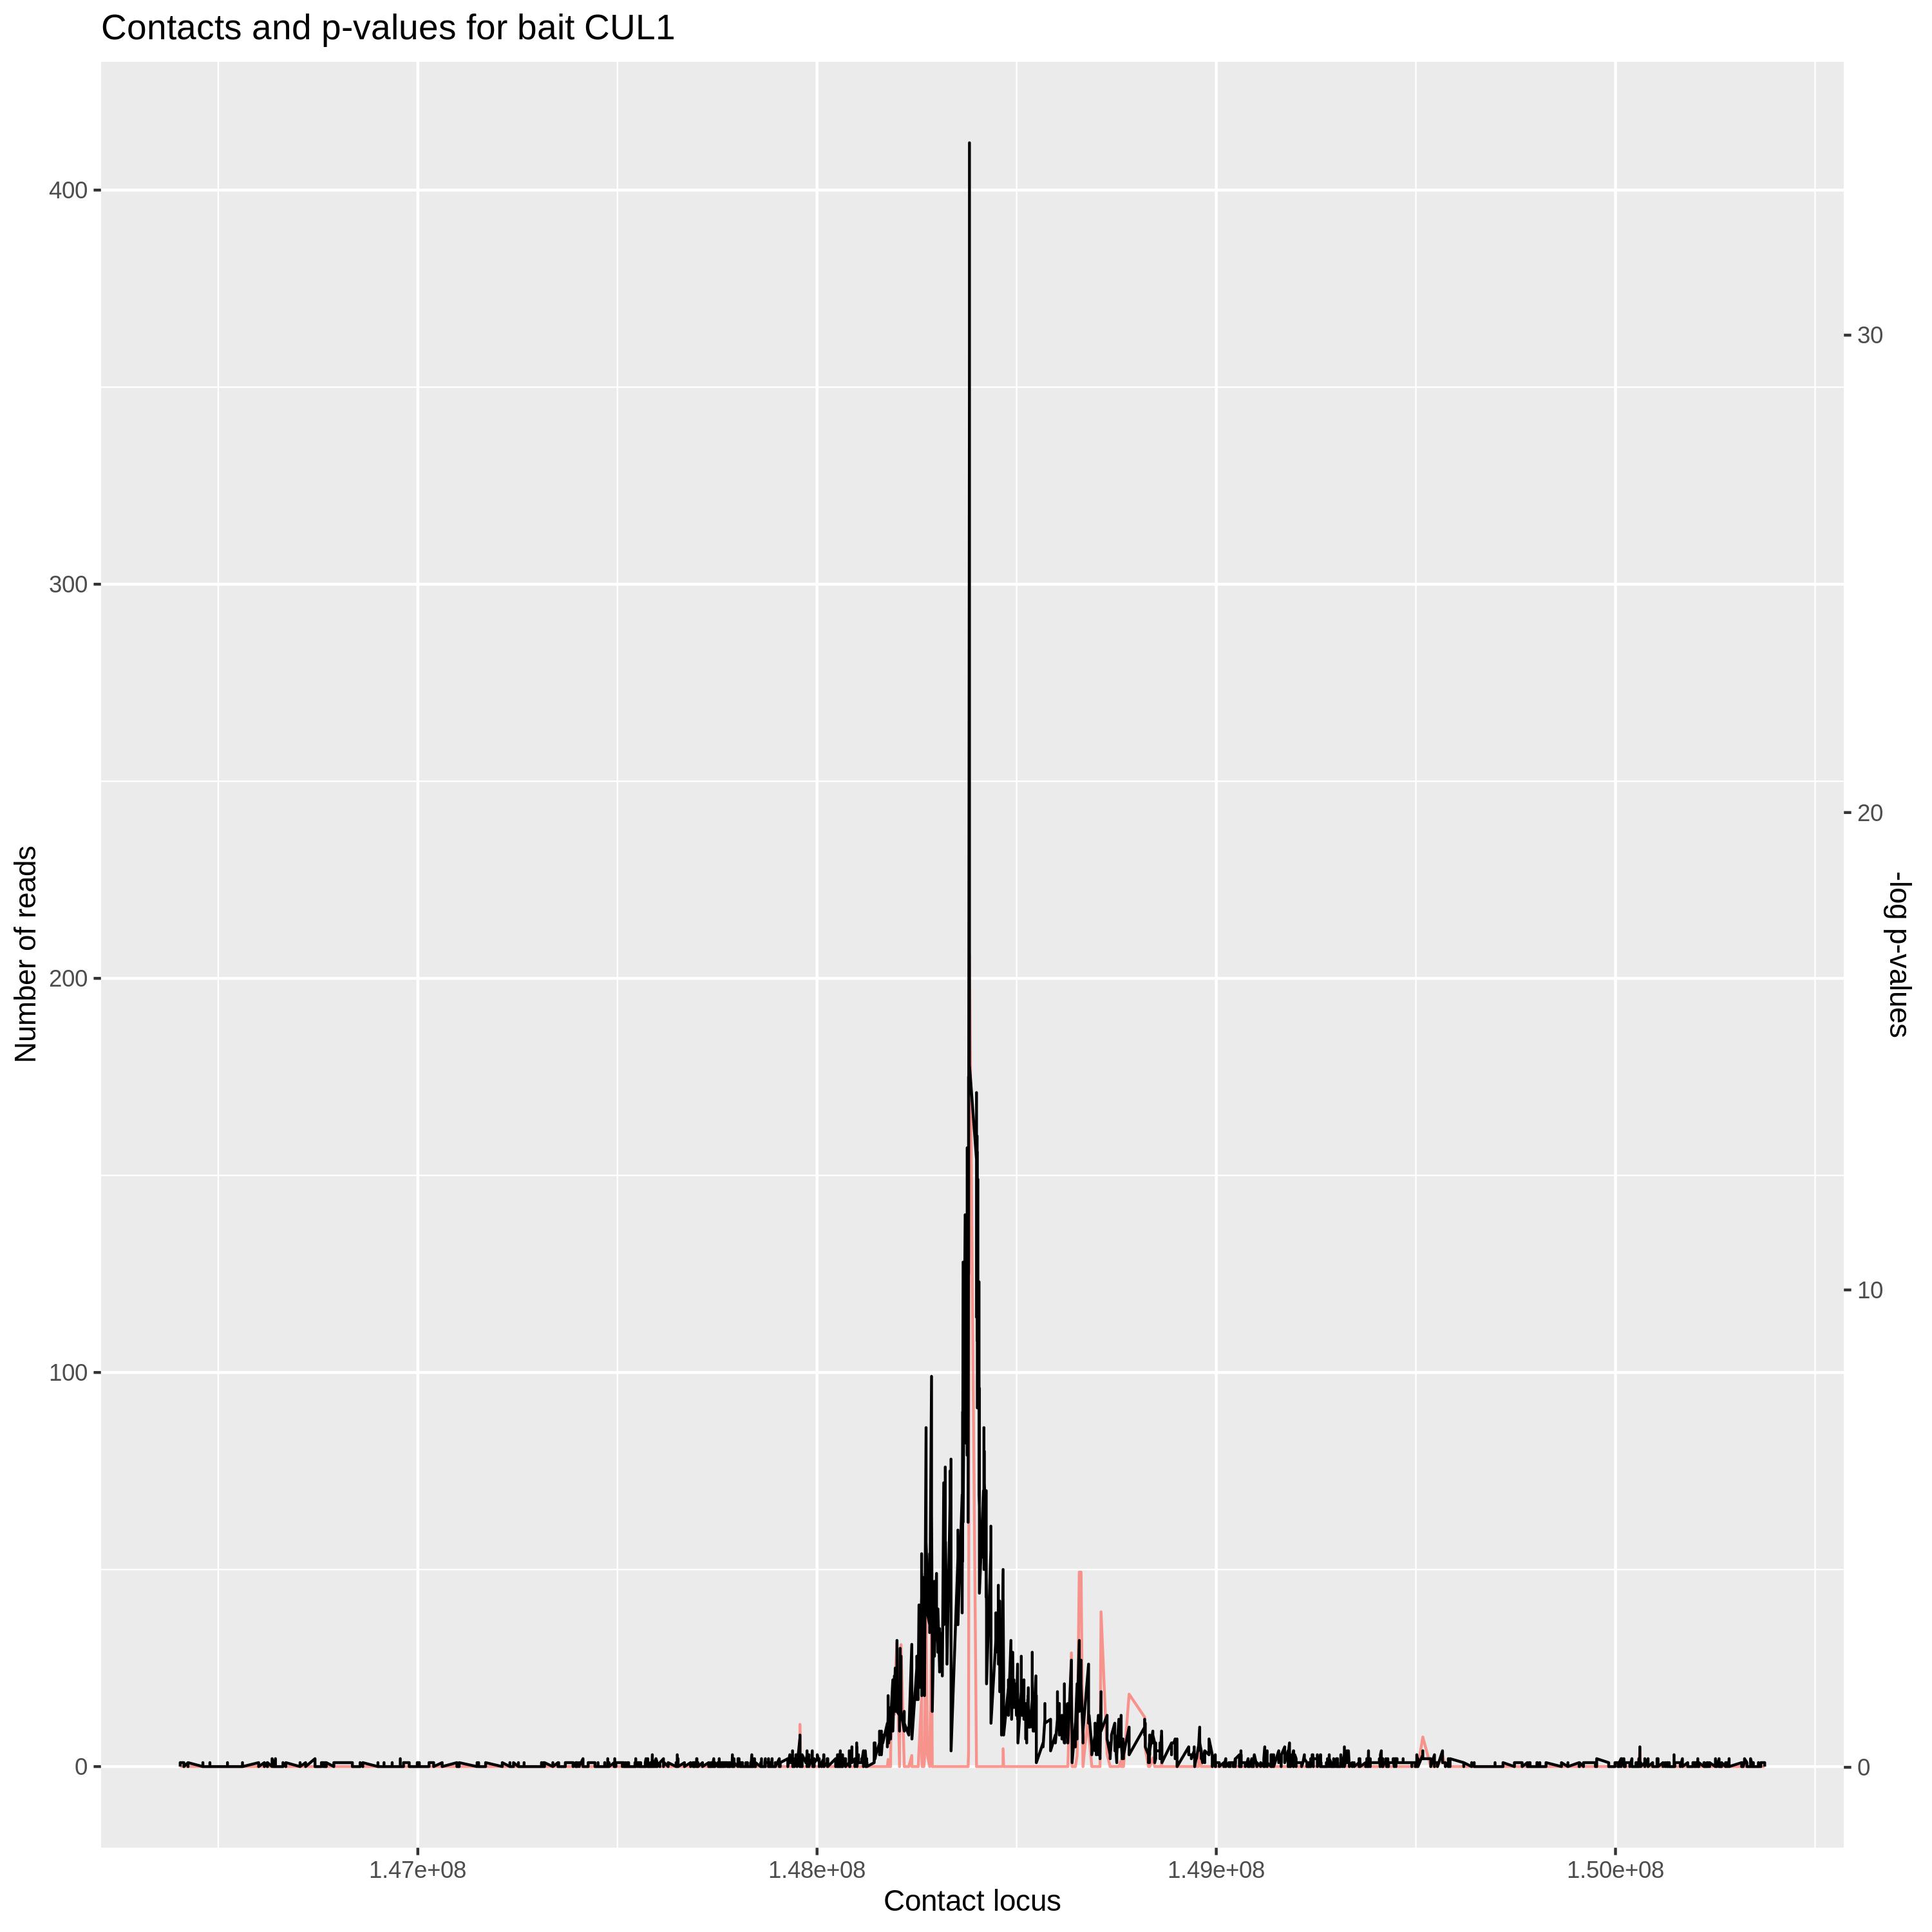 Contacts and p-values for bait CUL1
400
300
200
100
0
Number of reads
30
20
10
0
-log p-values
1.47e+08
1.48e+08
1.49e+08
1.50e+08
Contact locus